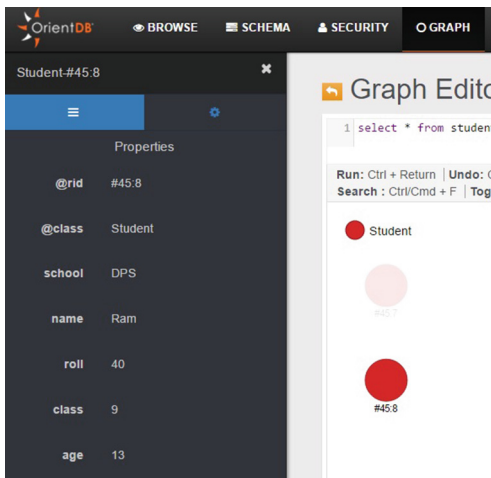 OrientDB BROWSE SCHEMA SECURITY GRAPH
Student-#45:8
Properties
@rid #45:8
@class Student
school DPS
name Ram
roll 40
class 9
age 13
Graph Edito
1 select * from studen
Run: Ctrl + Return | Undo: C
Search : Ctrl/Cmd + F | Tog
Student
#45:7
#45:8